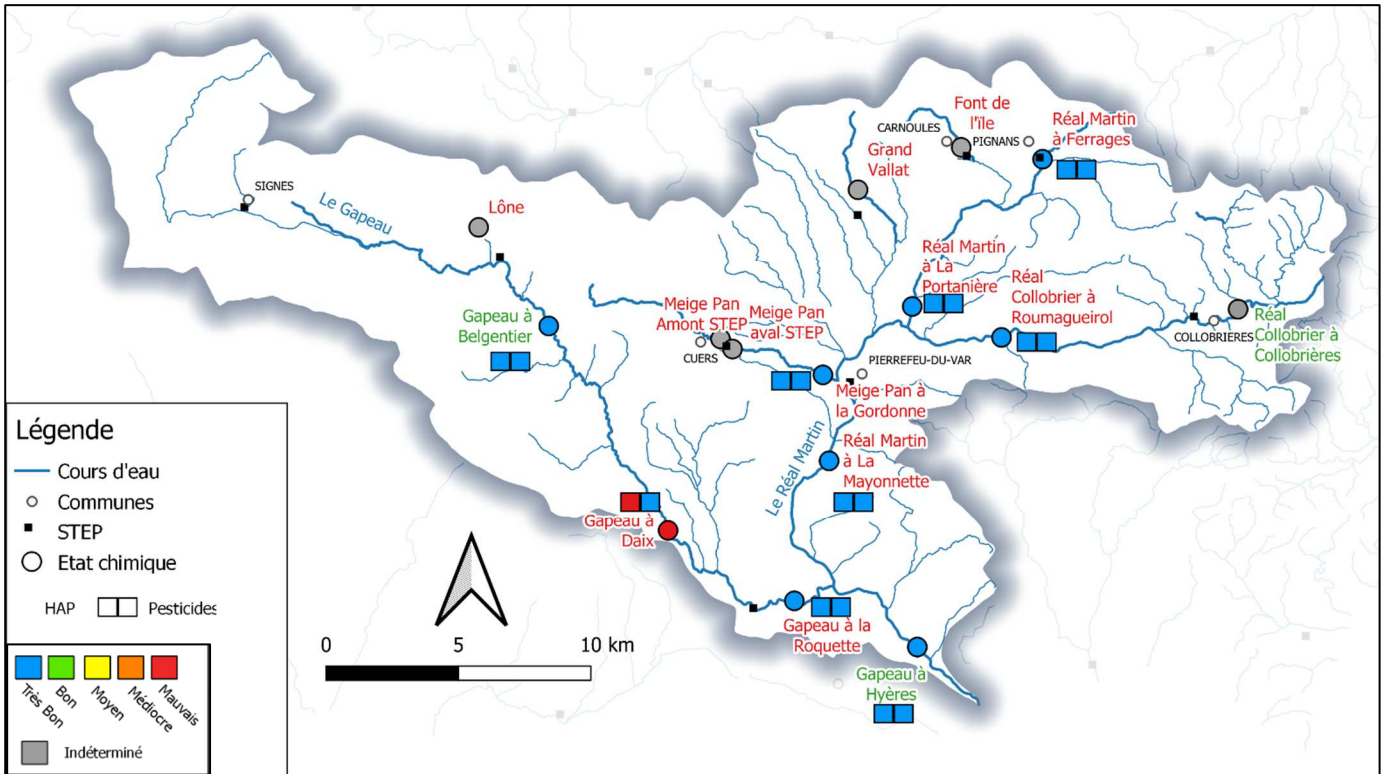 Font de
l'île
CARNOULES
PIGNANS
Réal Martin
à Ferrages
Grand
Vallat
SIGNES
Le Gapeau
Lône
Réal Martin
à La
Portanière
Réal
Collobrier à
Roumagueirol
Meige Pan
Amont STEP
Meige Pan
aval STEP
Gapeau à
Belgentier
CUERS
COLLOBRIERES
Réal
Collobrier à
Collobrières
PIERREFEU-DU-VAR
Meige Pan à
la Gordonne
Le Réal Martin
Réal Martin
à La
Mayonnette
Gapeau à
Daix
Gapeau à la
Roquette
Gapeau à
Hyères
0 5 10 km
Légende
Cours d'eau
Communes
STEP
Etat chimique
HAP Pesticides
Très Bon
Bon
Moyen
Médiocre
Mauvais
Indéterminé